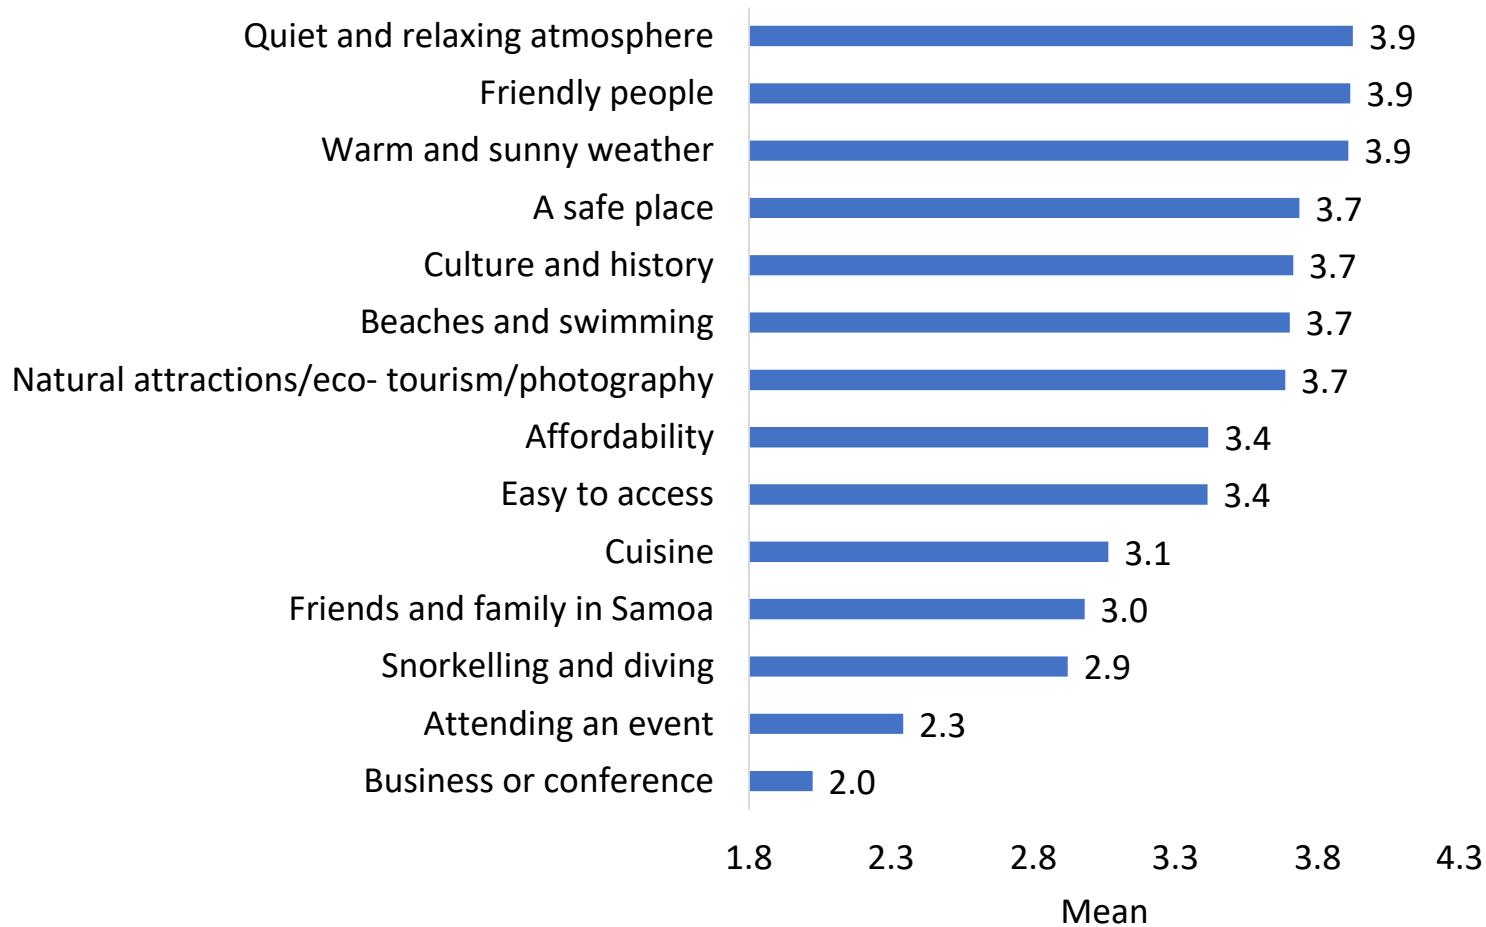 Quiet and relaxing atmosphere 3.9
Friendly people 3.9
Warm and sunny weather 3.9
A safe place 3.7
Culture and history 3.7
Beaches and swimming 3.7
Natural attractions/eco- tourism/photography 3.7
Affordability 3.4
Easy to access 3.4
Cuisine 3.1
Friends and family in Samoa 3.0
Snorkelling and diving 2.9
Attending an event 2.3
Business or conference 2.0
1.8 2.3 2.8 3.3 3.8 4.3
Mean